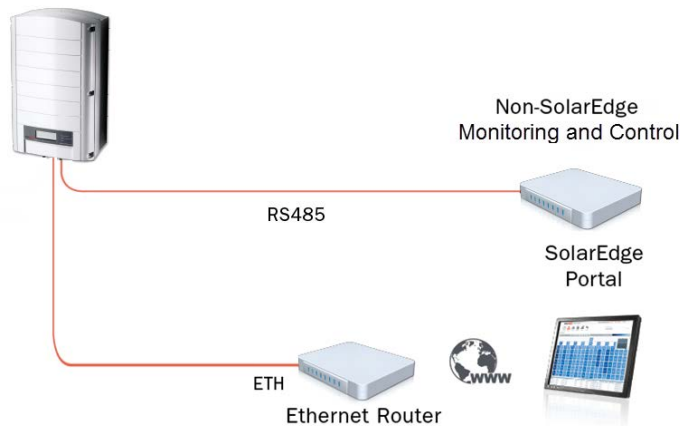 Non-SolarEdge
Monitoring and Control
RS485
SolarEdge
Portal
ETH
www
Ethernet Router